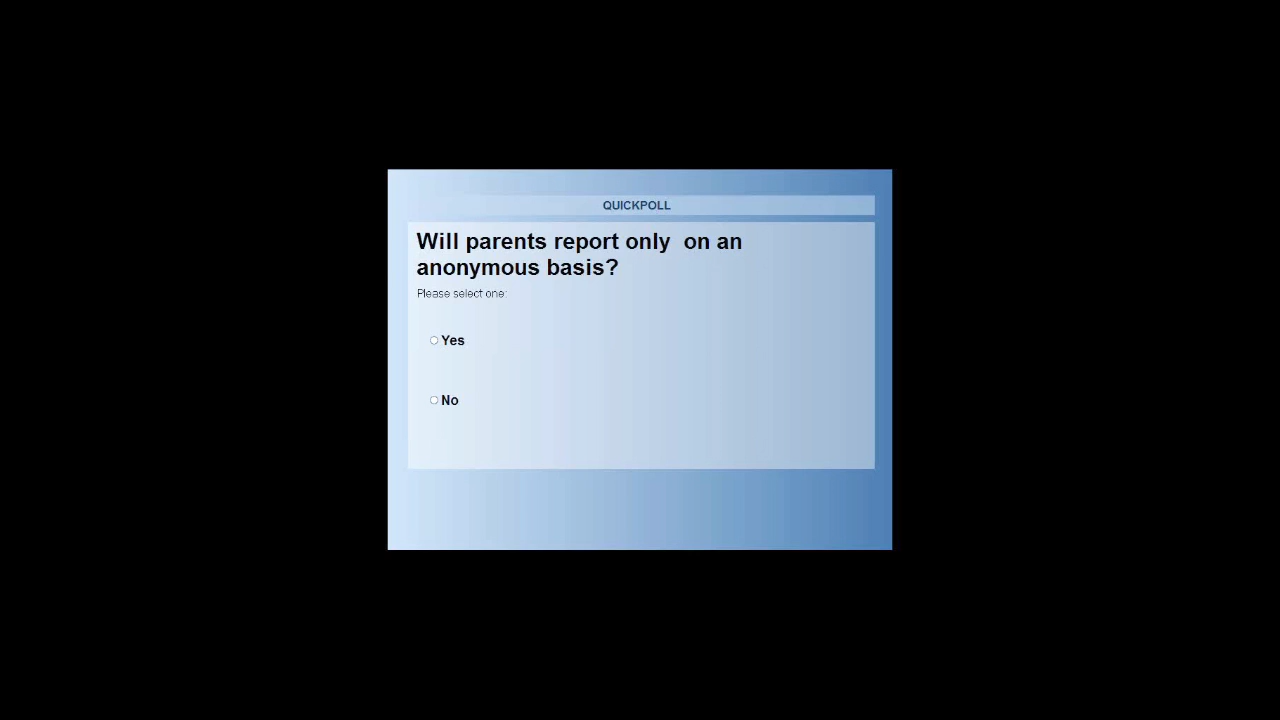 QUICKPOLL
Will parents report only  on an
anonymous basis?
Please select one:
Yes
No